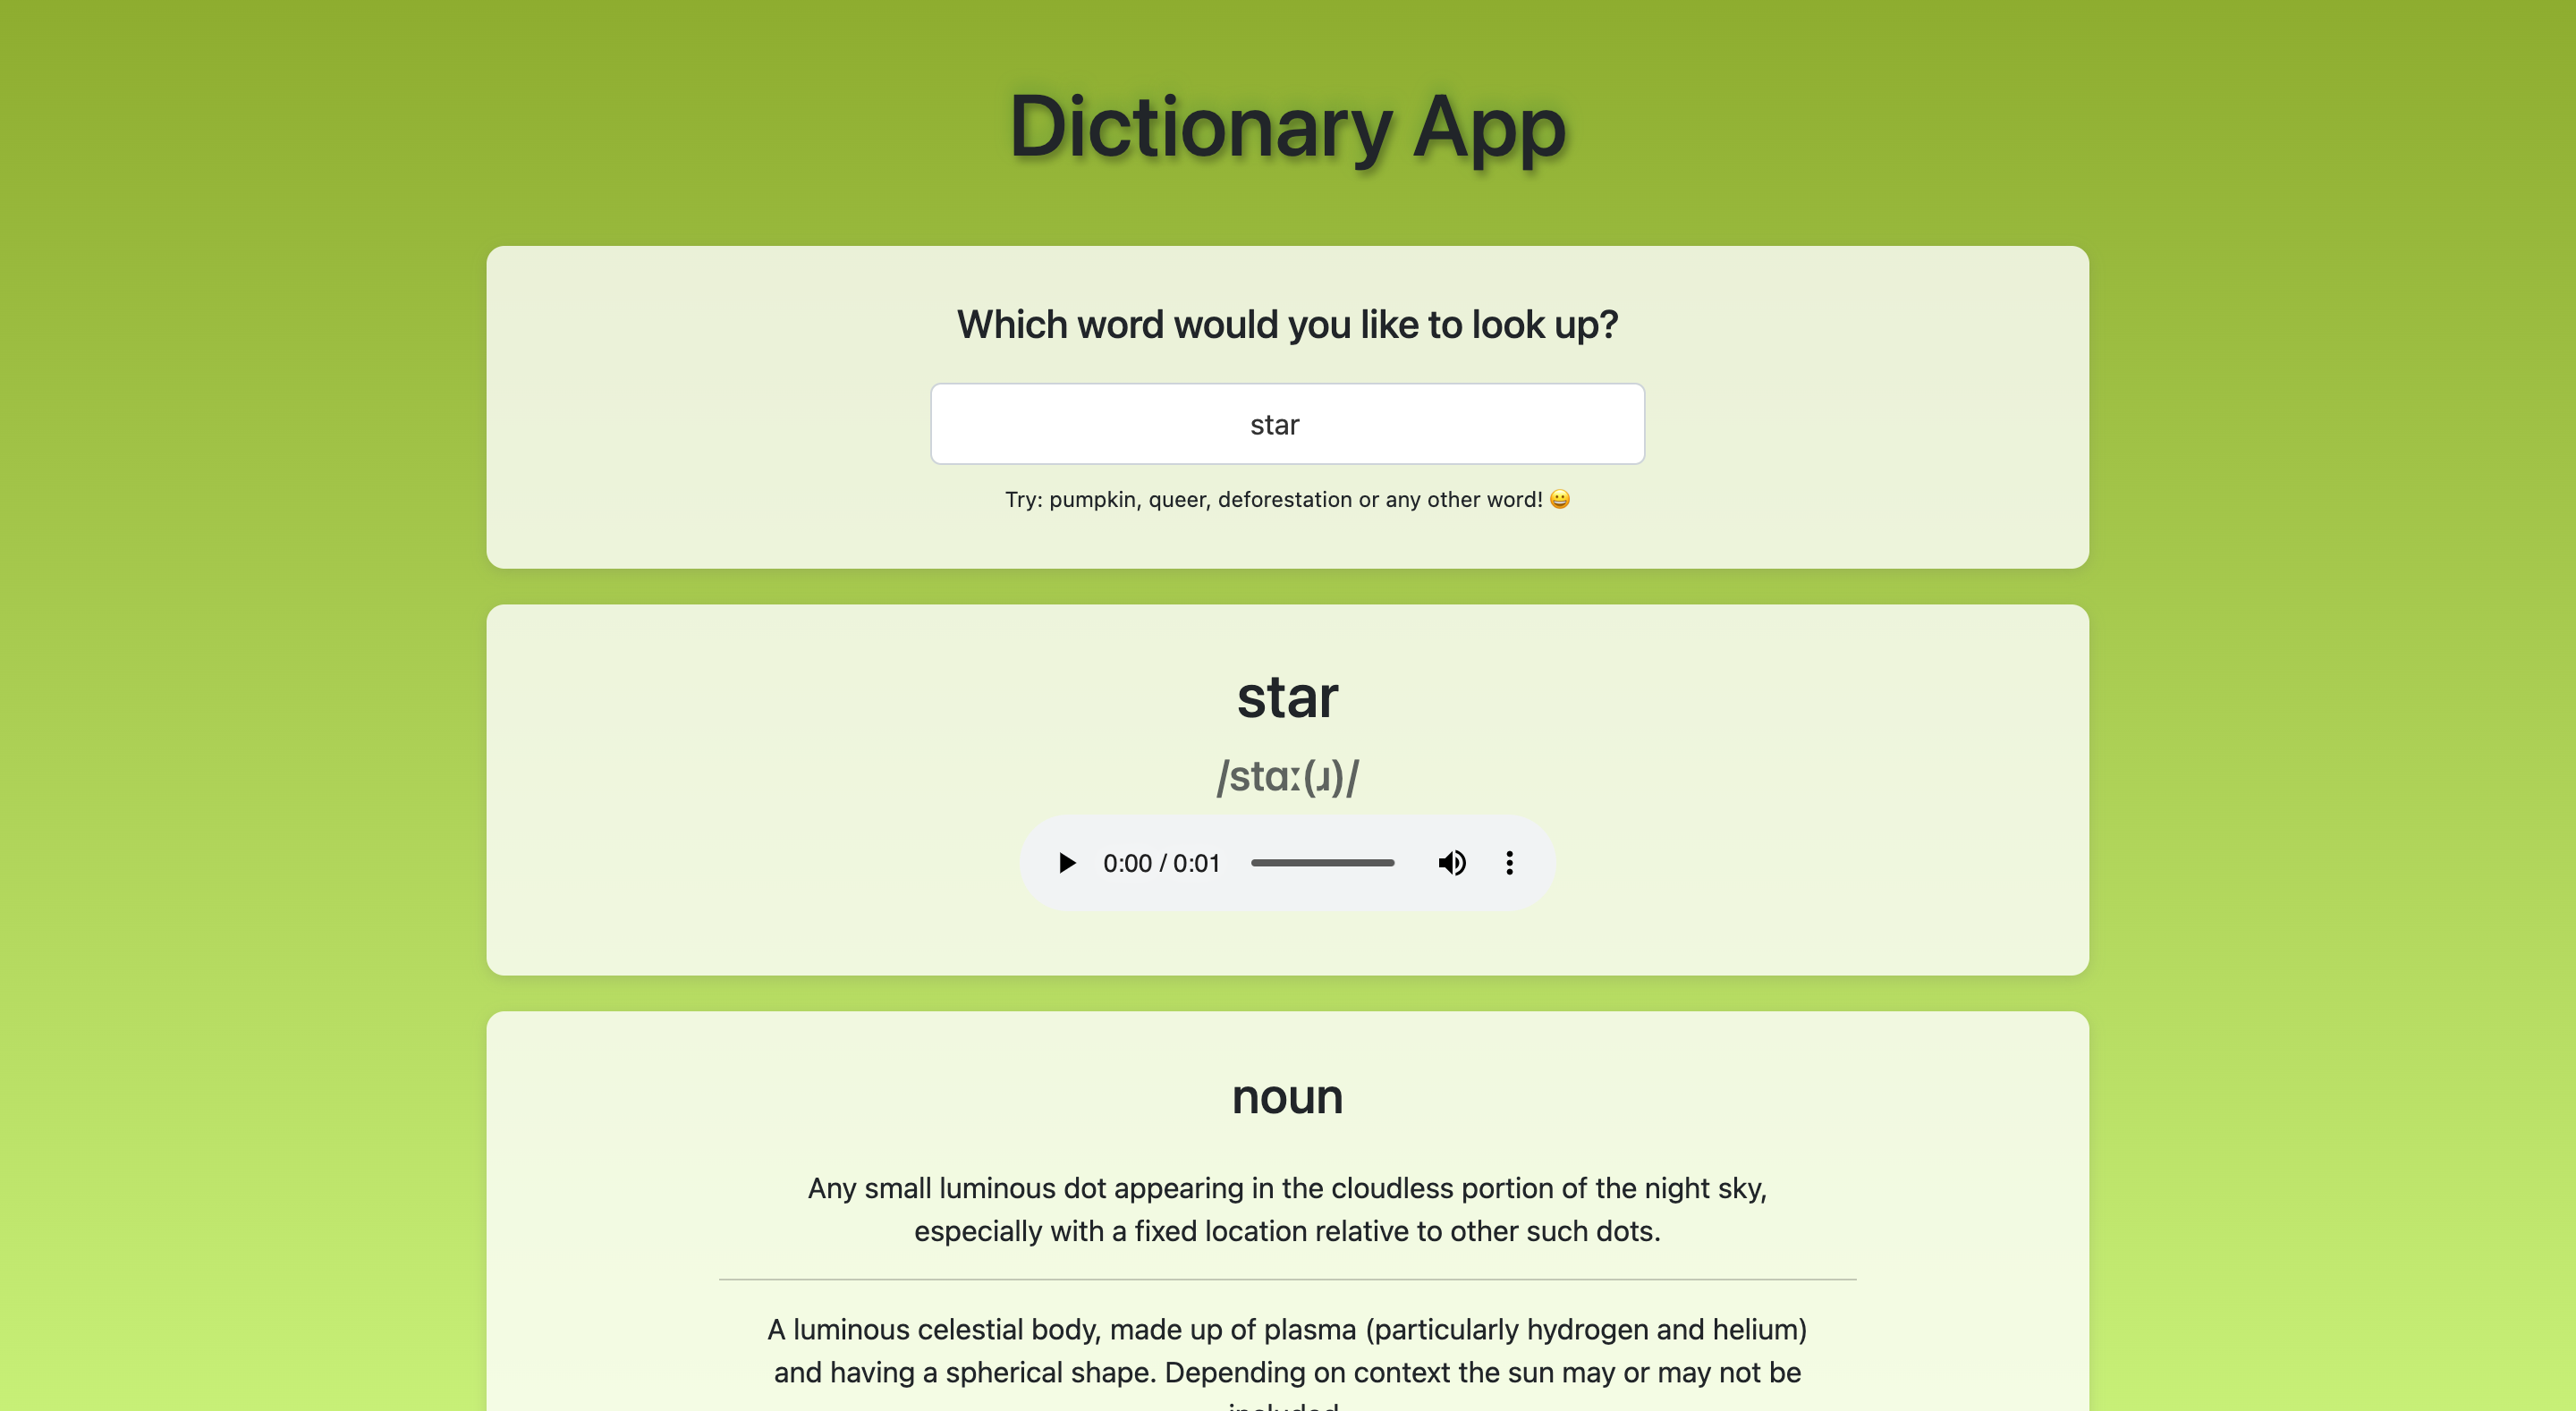 Dictionary App
Which word would you like to look up?
star
Try: pumpkin, queer, deforestation or any other word! 😀
star
/stɑː(ɹ)/
0:00 / 0:01
noun
Any small luminous dot appearing in the cloudless portion of the night sky,
especially with a fixed location relative to other such dots.
A luminous celestial body, made up of plasma (particularly hydrogen and helium)
and having a spherical shape. Depending on context the sun may or may not be